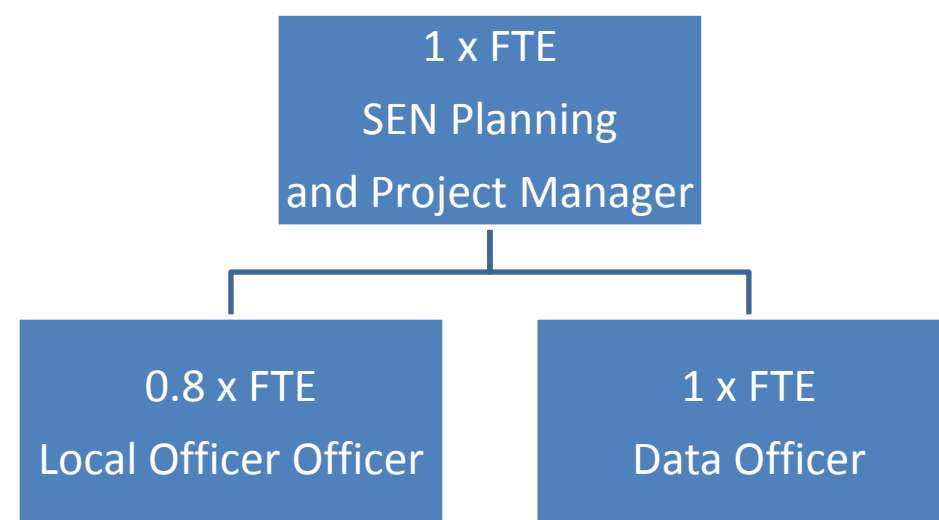 1 x FTE
SEN Planning
and Project Manager
0.8 x FTE
Local Officer Officer
1 x FTE
Data Officer